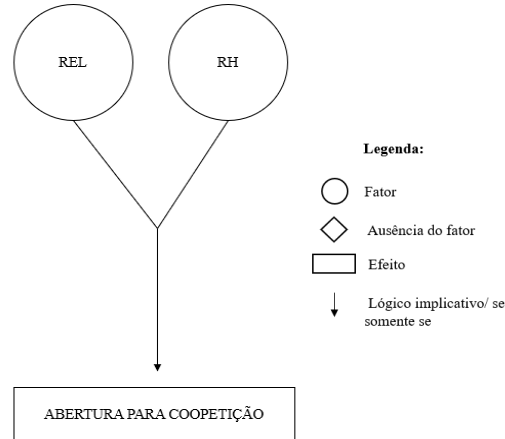 REL
RH
Legenda:
Fator
Ausência do fator
Efeito
Lógico implicativo/ se
somente se
ABERTURA PARA COOPETIÇÃO